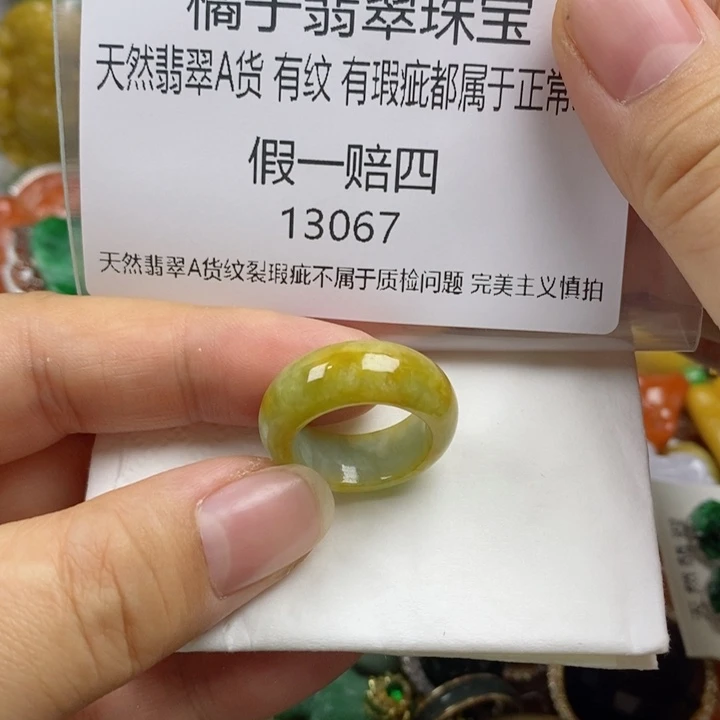 橘子翡翠珠宝
天然翡翠A货 有纹 有瑕疵都属于正常
假一赔四
13067
天然翡翠A货纹裂瑕疵不属于质检问题 完美主义慎拍